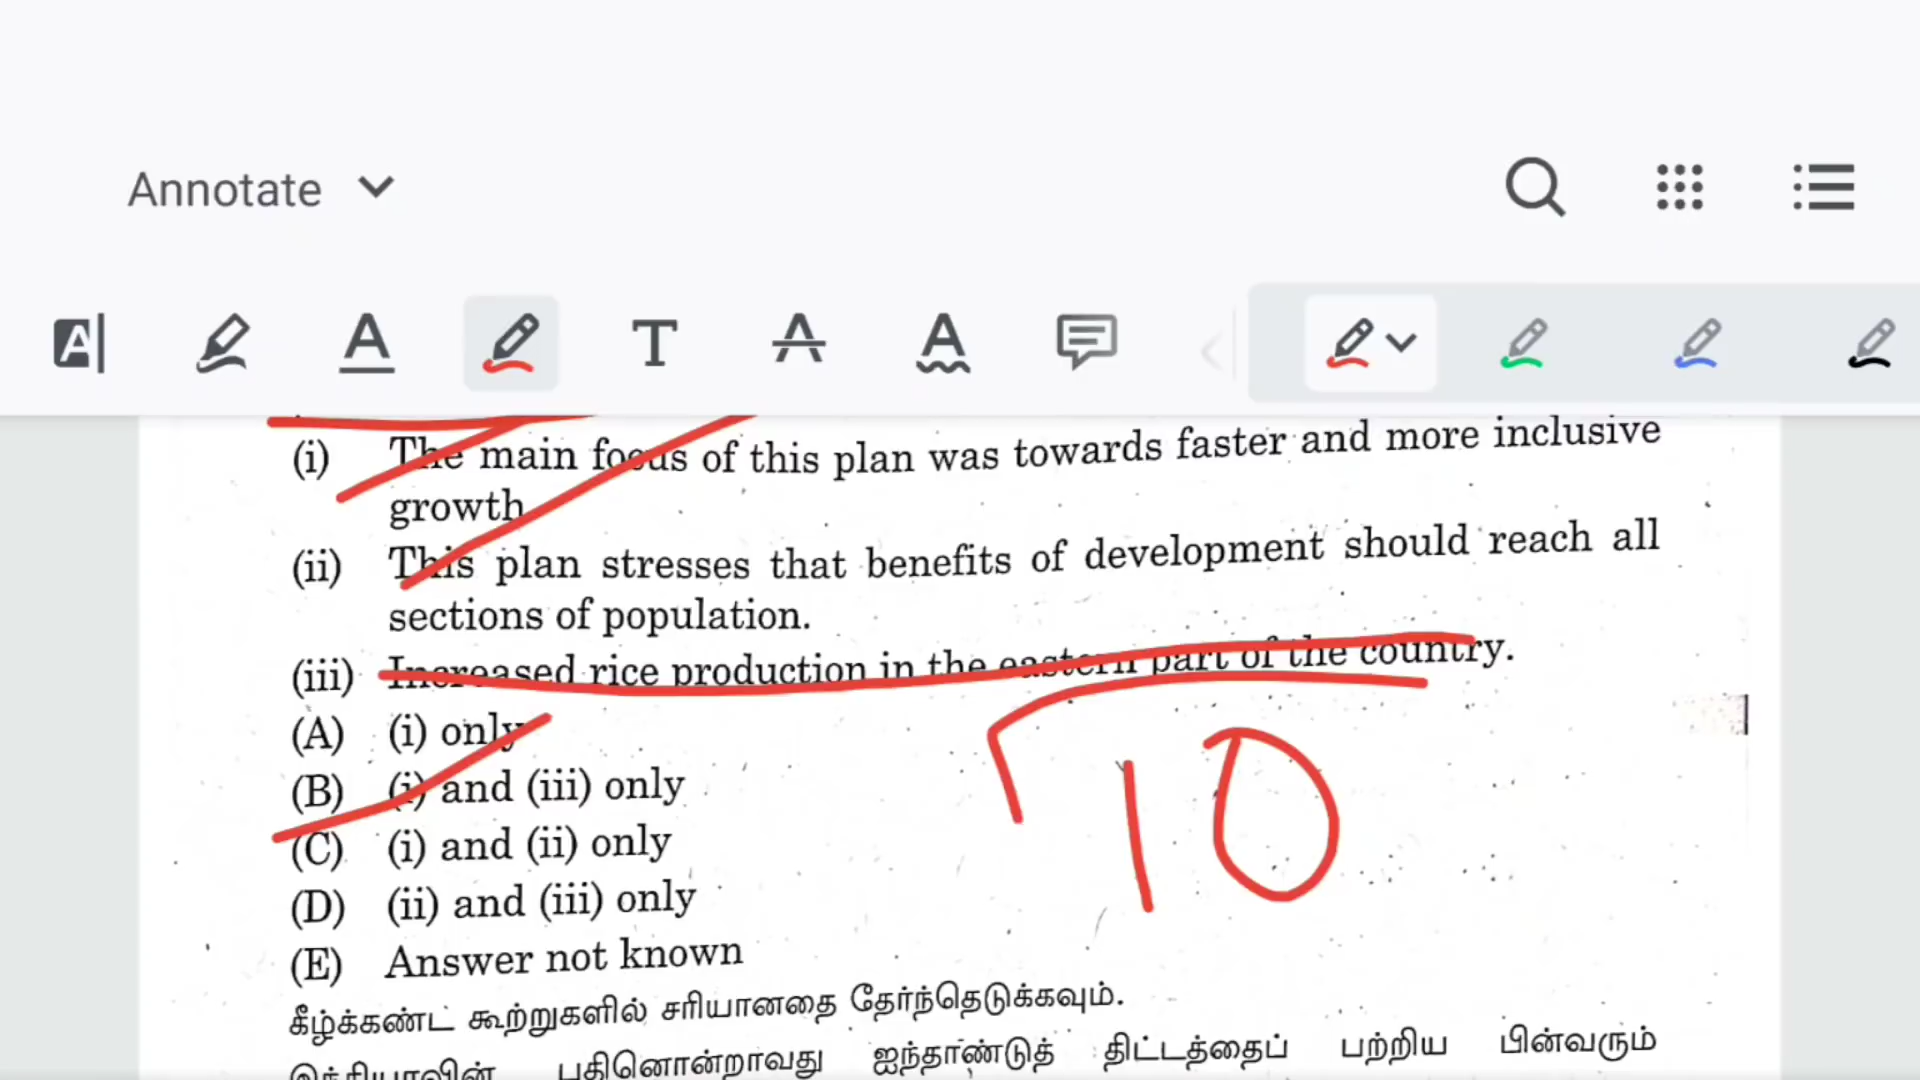 Annotate
(i) The main focus of this plan was towards faster and more inclusive
growth
(ii) This plan stresses that benefits of development should reach all
sections of population.
(iii) Increased rice production in the eastern part of the country.
(A) (i) only
(B) (i) and (iii) only
(C) (i) and (ii) only
(D) (ii) and (iii) only
(E) Answer not known
10
கீழ்க்கண்ட கூற்றுகளில் சரியானதை தேர்ந்தெடுக்கவும்.
இந்தியாவின் பதினொன்றாவது ஐந்தாண்டுத் திட்டத்தைப் பற்றிய பின்வரும்